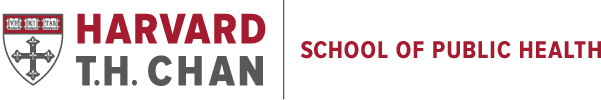 VE RI TAS
HARVARD
T.H. CHAN
SCHOOL OF PUBLIC HEALTH